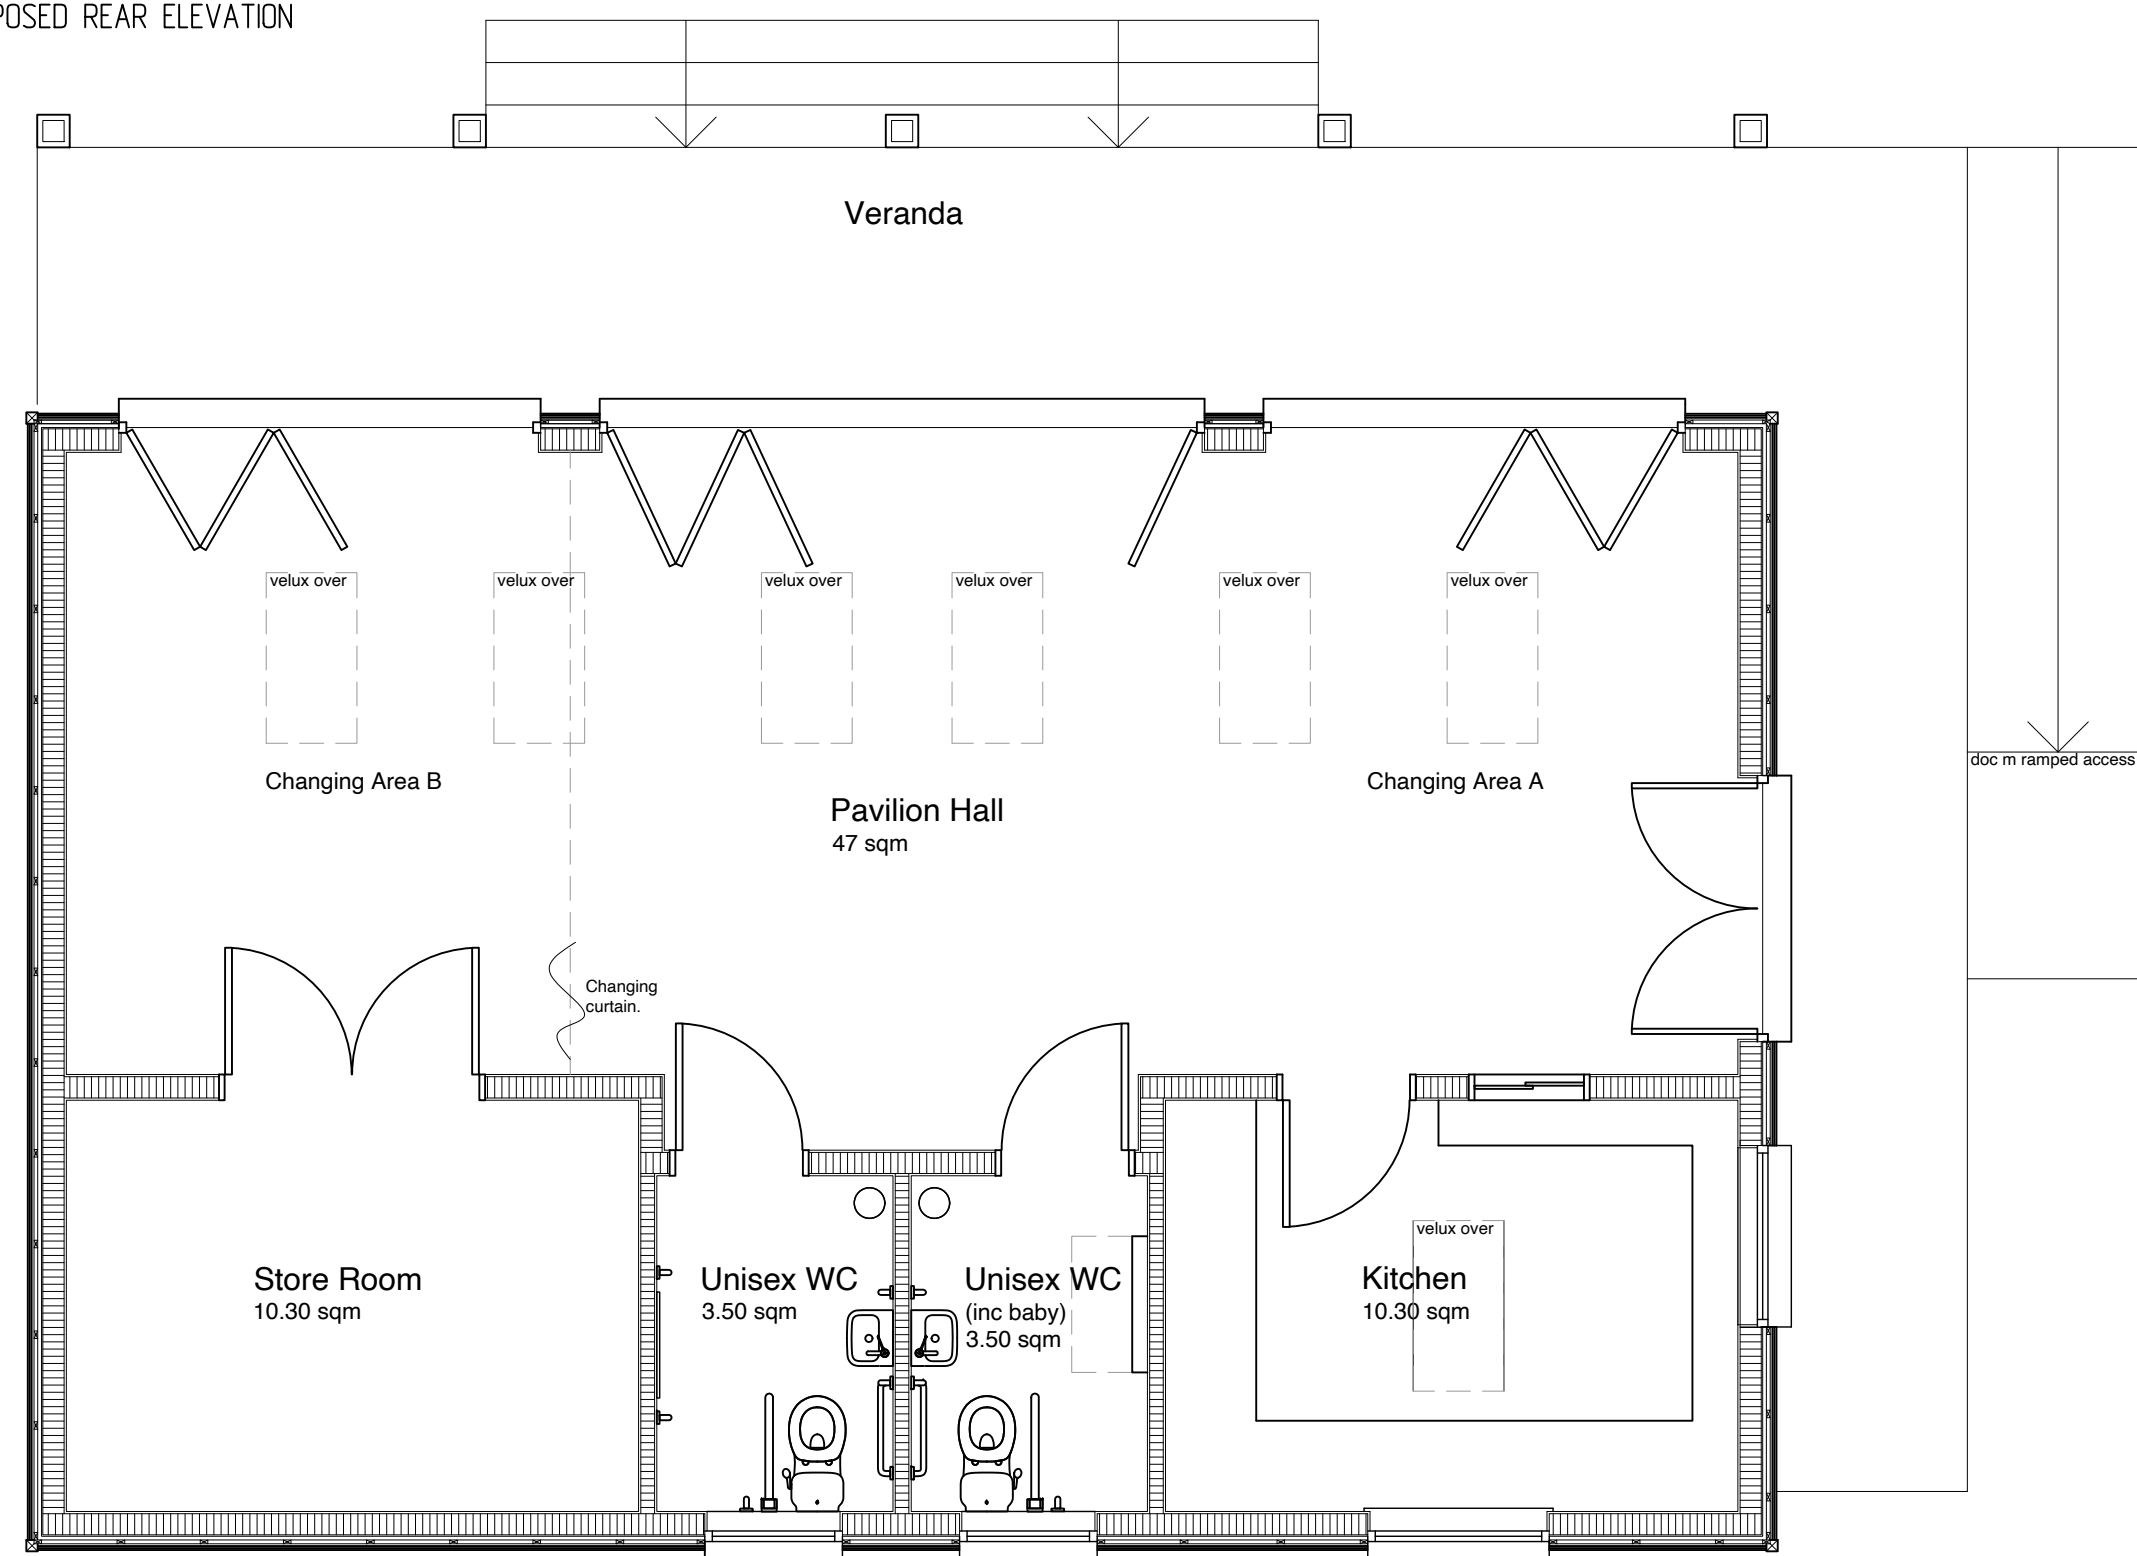 POSED REAR ELEVATION
Veranda
velux over
velux over
velux over
velux over
velux over
velux over
doc m ramped access
Changing Area B
Changing Area A
Pavilion Hall
47 sqm
Changing
curtain.
velux over
Store Room
10.30 sqm
Unisex WC
3.50 sqm
Unisex WC
(inc baby)
3.50 sqm
Kitchen
10.30 sqm